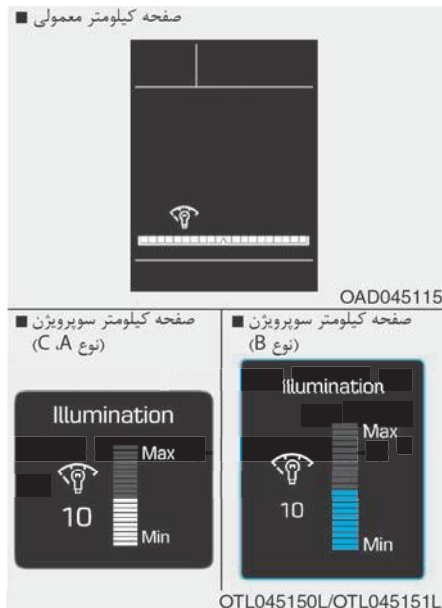 ■ صفحه کیلومتر معمولی
OAD045115
■ صفحه کیلومتر سوپرویژن
(نوع B)
Illumination
Max
10
Min
■ صفحه کیلومتر سوپرویژن
(نوع A، C)
Illumination
Max
10
Min
OTL045150L/OTL045151L